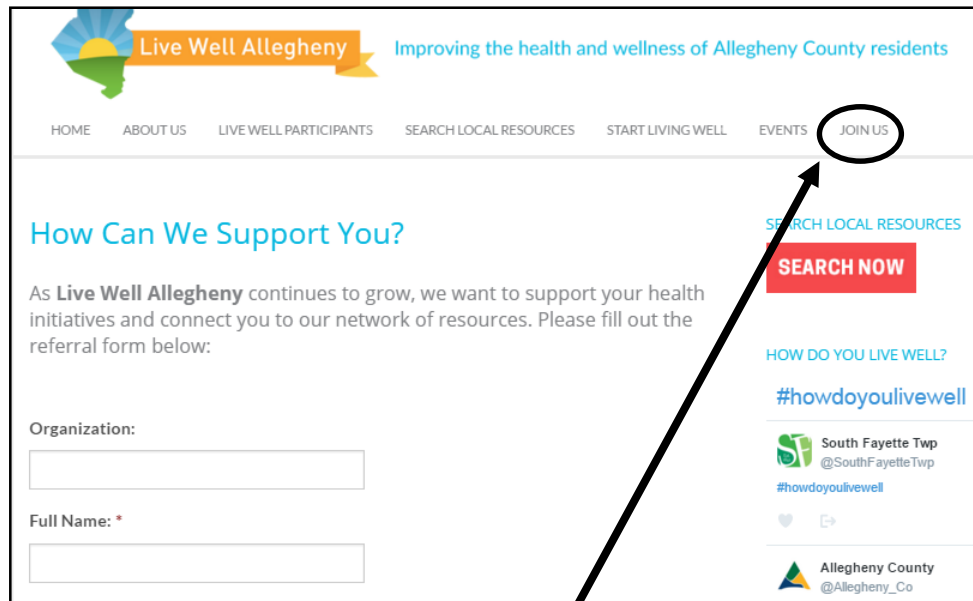 Live Well Allegheny
Improving the health and wellness of Allegheny County residents
HOME ABOUT US LIVE WELL PARTICIPANTS SEARCH LOCAL RESOURCES START LIVING WELL EVENTS JOIN US
How Can We Support You?
As Live Well Allegheny continues to grow, we want to support your health
initiatives and connect you to our network of resources. Please fill out the
referral form below:
Organization:
Full Name: *
SEARCH LOCAL RESOURCES
SEARCH NOW
HOW DO YOU LIVE WELL?
#howdoyoulivewell
SF
South Fayette Twp
@SouthFayetteTwp
#howdoyoulivewell
Allegheny County
@Allegheny_Co